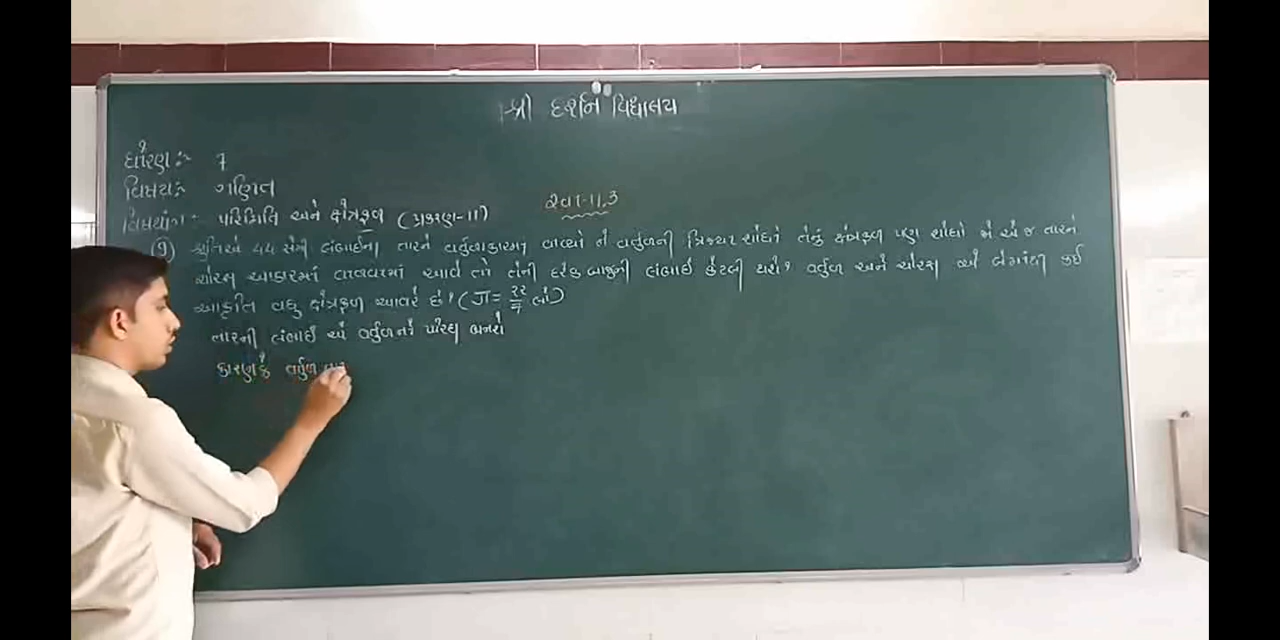 શ્રી દર્શન વિદ્યાલય
ધોરણ :- 7
વિષય :- ગણિત
વિષયાંગ :- પરિમિતિ અને ક્ષેત્રફળ (પ્રકરણ-11)
સ્વા-11.3
(9) શ્રુતિએ 44 સેમી લંબાઈના તારને વર્તુળાકારમાં વાળ્યો તે વર્તુળની ત્રિજ્યા શોધીને તેનું ક્ષેત્રફળ પણ શોધો જો એ જ તારને
ચોરસ આકારમાં વાળવામાં આવે તો તેની દરેક બાજુની લંબાઈ કેટલી થશે? વર્તુળ અને ચોરસ એ બેમાંથી કઈ
આકૃતિ વધુ ક્ષેત્રફળ આવરે છે? (π = 22/7 લો)
તારની લંબાઈ એ વર્તુળનો પરિઘ બનશે
કારણકે વર્તુળ